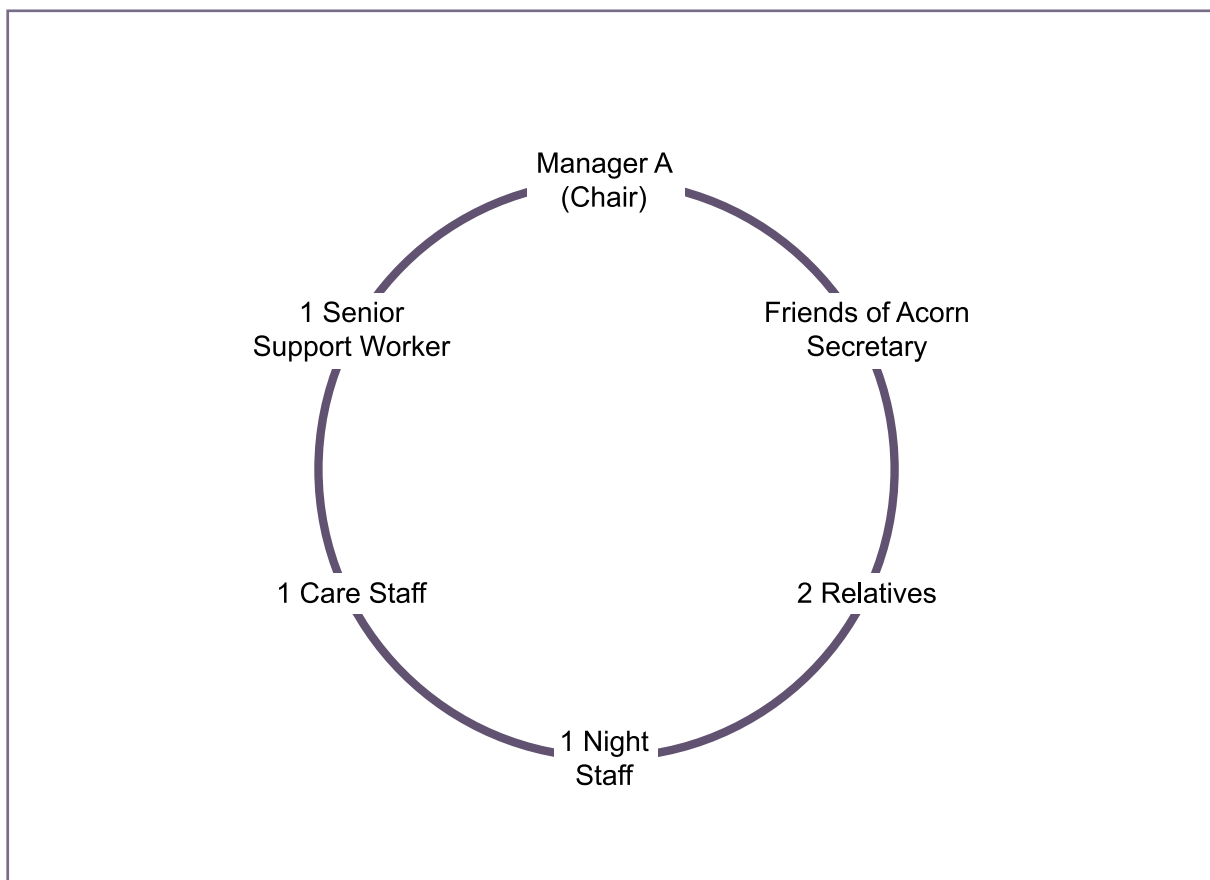 Manager A
(Chair)
1 Senior
Support Worker
Friends of Acorn
Secretary
1 Care Staff
2 Relatives
1 Night
Staff